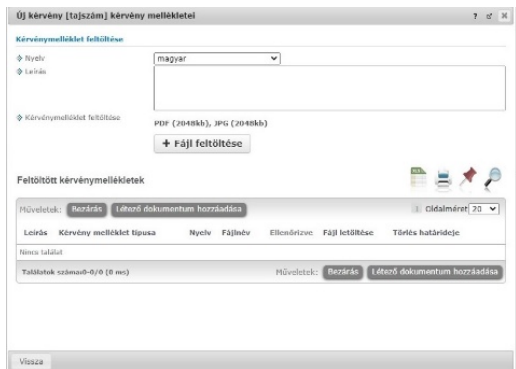 Új kérvény [tajszám] kérvény mellékletei
Kérvénymelléklet feltöltése
Nyelv
magyar
Leírás
Kérvénymelléklet feltöltése
PDF (2048kb), JPG (2048kb)
+ Fájl feltöltése
Feltöltött kérvénymellékletek
Műveletek: Bezárás Létező dokumentum hozzáadása 1 Oldalméret 20
Leírás Kérvény melléklet típusa Nyelv Fájlnév Ellenőrizve Fájl letöltése Törlés határideje
Nincs találat
Találatok száma:0-0/0 (0 ms) Műveletek: Bezárás Létező dokumentum hozzáadása
Vissza